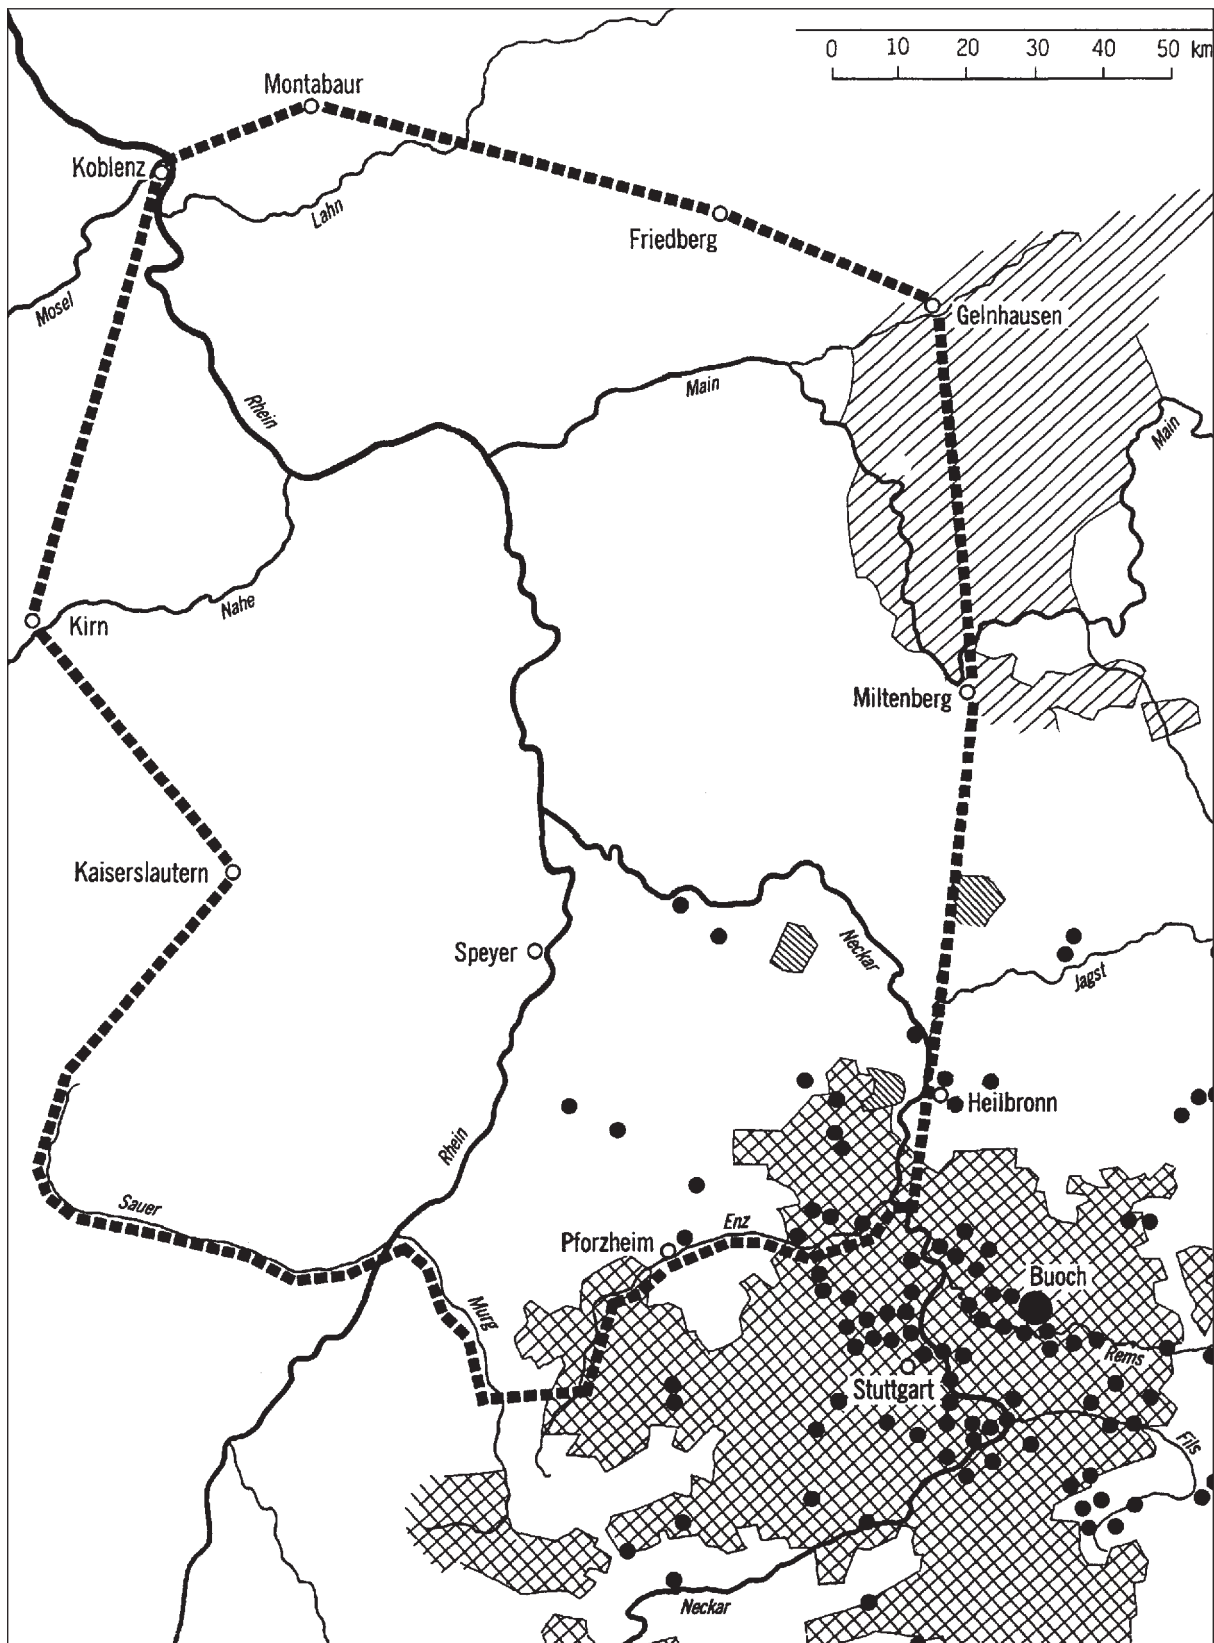 0 10 20 30 40 50 km
Montabaur
Koblenz
Lahn
Friedberg
Mosel
Gelnhausen
Main
Rhein
Main
Nahe
Kirn
Miltenberg
Kaiserslautern
Speyer
Neckar
Jagst
Heilbronn
Rhein
Sauer
Enz
Pforzheim
Buoch
Murg
Rems
Stuttgart
Fils
Neckar